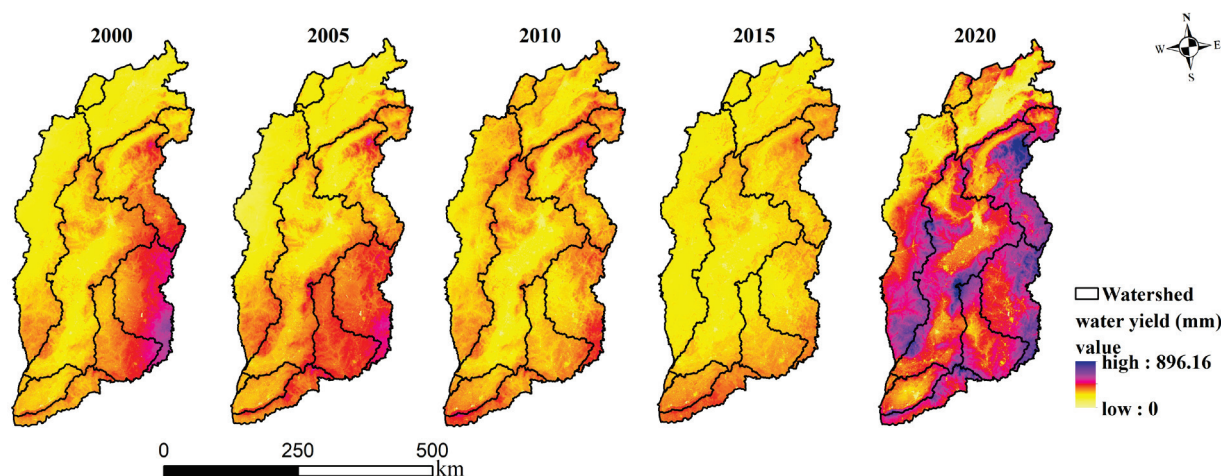 2000
2005
2010
2015
2020
N
W
E
S
Watershed
water yield (mm)
value
high : 896.16
low : 0
0
250
500
km